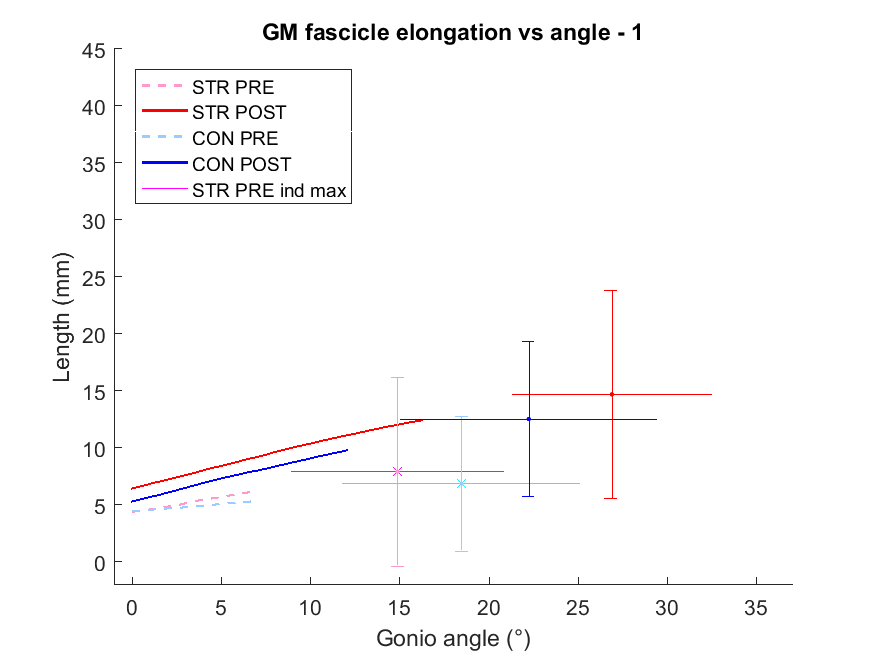 GM fascicle elongation vs angle - 1
45
40
35
30
25
20
15
10
5
0
Length (mm)
STR PRE
STR POST
CON PRE
CON POST
STR PRE ind max
0 5 10 15 20 25 30 35
Gonio angle (°)